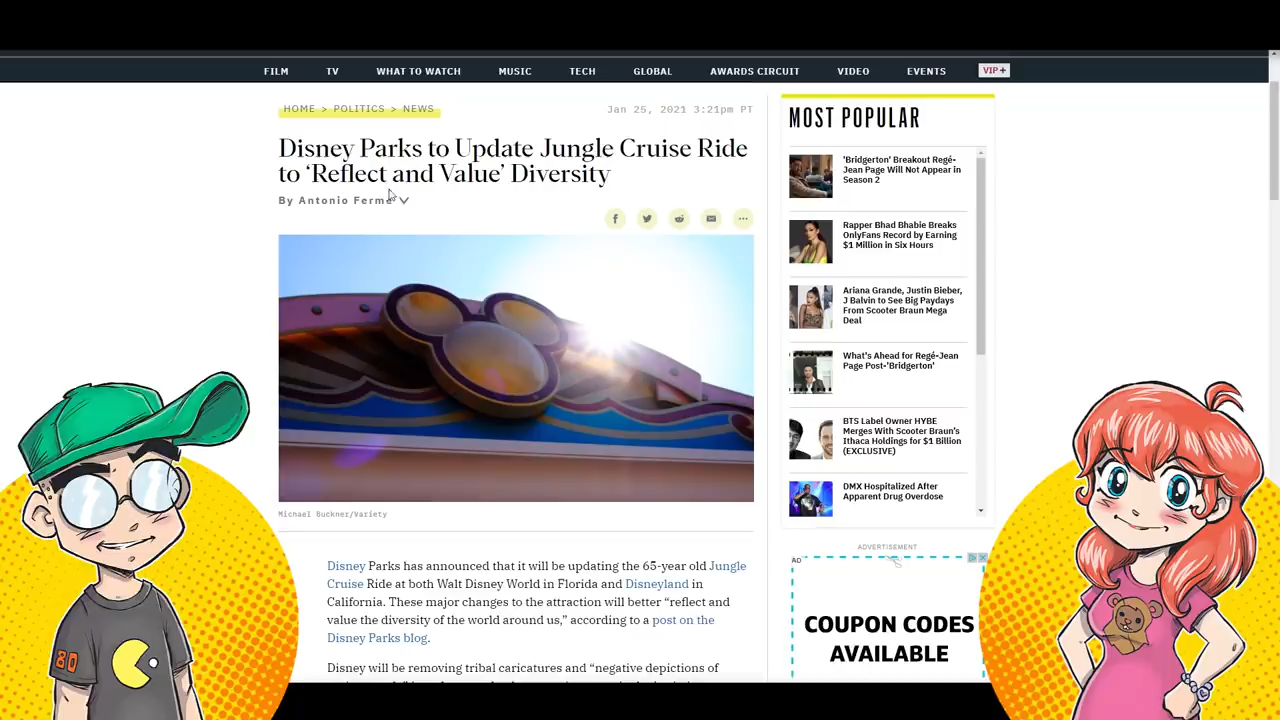 FILM TV WHAT TO WATCH MUSIC TECH GLOBAL AWARDS CIRCUIT VIDEO EVENTS VIP+
HOME > POLITICS > NEWS
Jan 25, 2021 3:21pm PT
Disney Parks to Update Jungle Cruise Ride
to ‘Reflect and Value’ Diversity
By Antonio Ferme
Michael Buckner/Variety
Disney Parks has announced that it will be updating the 65-year old Jungle
Cruise Ride at both Walt Disney World in Florida and Disneyland in
California. These major changes to the attraction will better “reflect and
value the diversity of the world around us,” according to a post on the
Disney Parks blog.
Disney will be removing tribal caricatures and “negative depictions of
MOST POPULAR
'Bridgerton' Breakout Regé-
Jean Page Will Not Appear in
Season 2
Rapper Bhad Bhabie Breaks
OnlyFans Record by Earning
$1 Million in Six Hours
Ariana Grande, Justin Bieber,
J Balvin to See Big Paydays
From Scooter Braun Mega
Deal
What's Ahead for Regé-Jean
Page Post-'Bridgerton'
BTS Label Owner HYBE
Merges With Scooter Braun’s
Ithaca Holdings for $1 Billion
(EXCLUSIVE)
DMX Hospitalized After
Apparent Drug Overdose
ADVERTISEMENT
AD
COUPON CODES
AVAILABLE
80